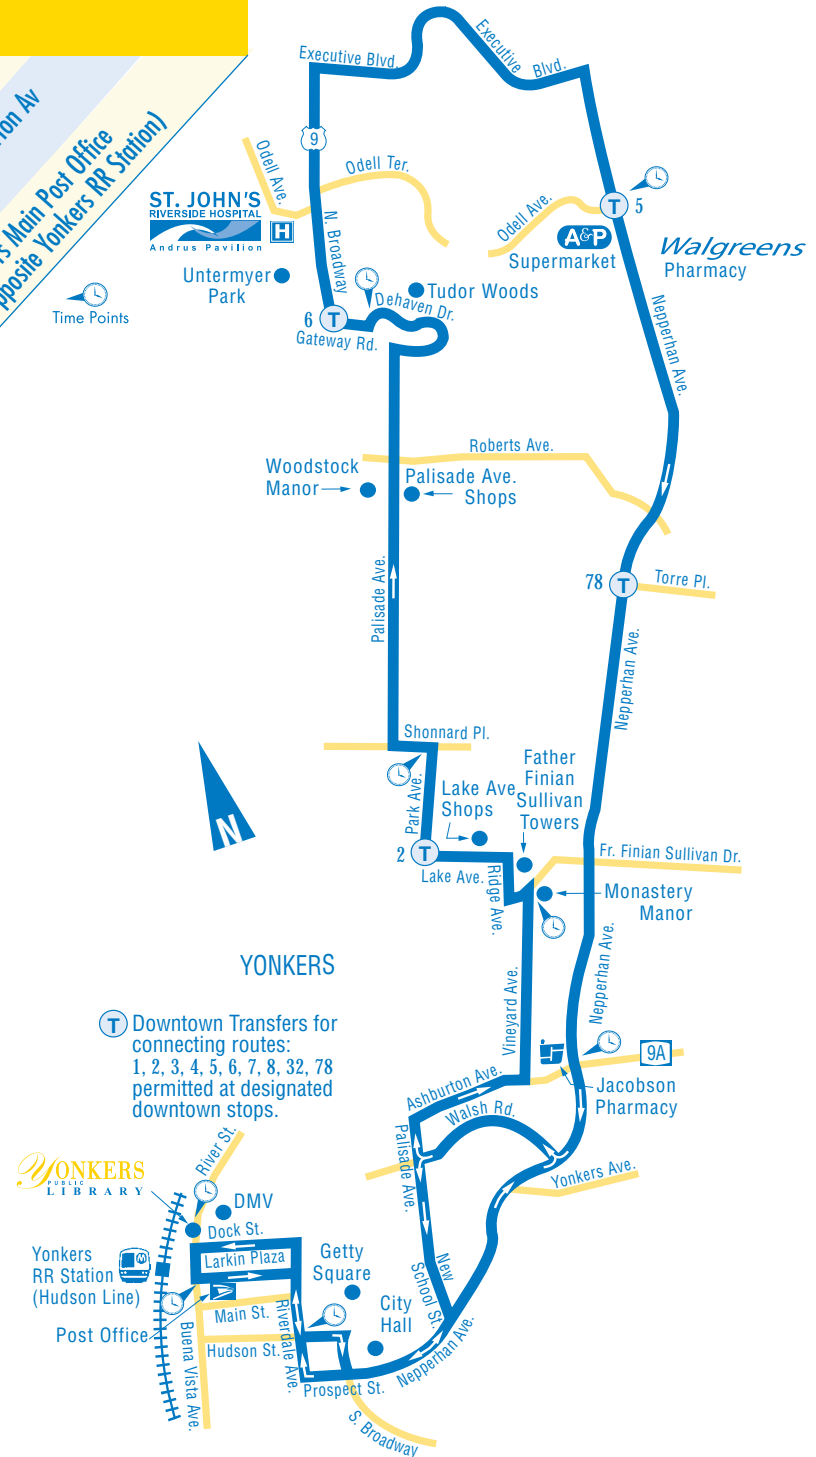 Executive Blvd.
Executive
Blvd.
9
Odell Ave.
Odell Ter.
ST. JOHN'S
RIVERSIDE HOSPITAL
Andrus Pavilion
H
N. Broadway
Untermyer
Park
Time Points
Main Post Office
RR Station)
Tudor Woods
Dehaven Dr.
6 T
Gateway Rd.
Odell Ave.
T 5
A&P
Supermarket
Walgreens
Pharmacy
Nepperhan Ave.
Roberts Ave.
Woodstock
Manor
Palisade Ave.
Shops
Palisade Ave.
78 T
Torre Pl.
Nepperhan Ave.
Shonnard Pl.
Park Ave.
Lake Ave.
Shops
Father
Finian
Sullivan
Towers
2 T
Lake Ave.
Ridge Ave.
Fr. Finian Sullivan Dr.
Monastery
Manor
N
YONKERS
Vineyard Ave.
Nepperhan Ave.
T Downtown Transfers for
connecting routes:
1, 2, 3, 4, 5, 6, 7, 8, 32, 78
permitted at designated
downtown stops.
9A
Jacobson
Pharmacy
Ashburton Ave.
Walsh Rd.
Palisade Ave.
Yonkers Ave.
River St.
YONKERS
PUBLIC
LIBRARY
DMV
Dock St.
Larkin Plaza
Yonkers
RR Station
(Hudson Line)
M
Getty
Square
New
School St.
City
Hall
Main St.
Post Office
Hudson St.
Riverdale Ave.
Buena Vista Ave.
Nepperhan Ave.
Prospect St.
S. Broadway